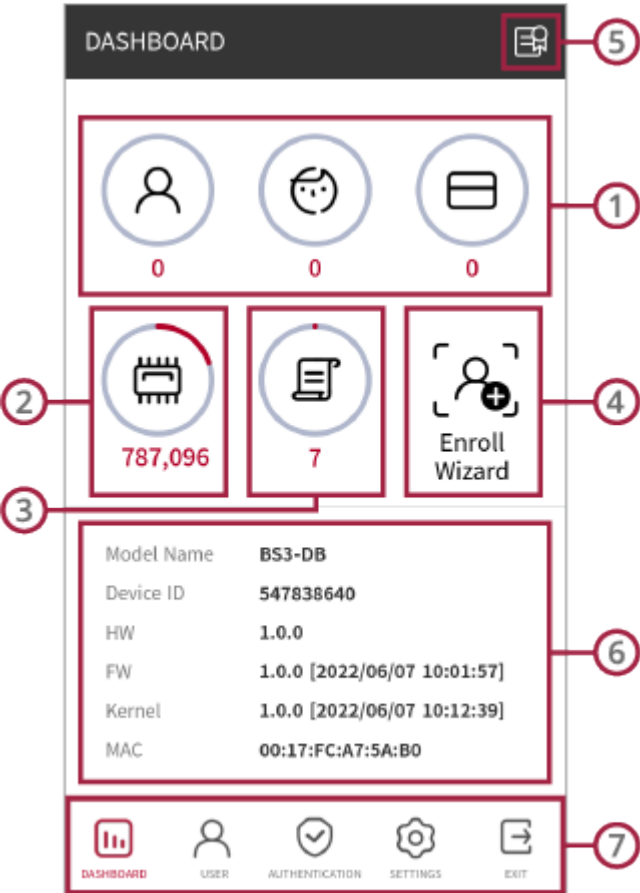 DASHBOARD
5
0 0 0
1
2
787,096
7
Enroll
Wizard
4
3
Model Name BS3-DB
Device ID 547838640
HW 1.0.0
FW 1.0.0 [2022/06/07 10:01:57]
Kernel 1.0.0 [2022/06/07 10:12:39]
MAC 00:17:FC:A7:5A:B0
6
DASHBOARD USER AUTHENTICATION SETTINGS EXIT
7